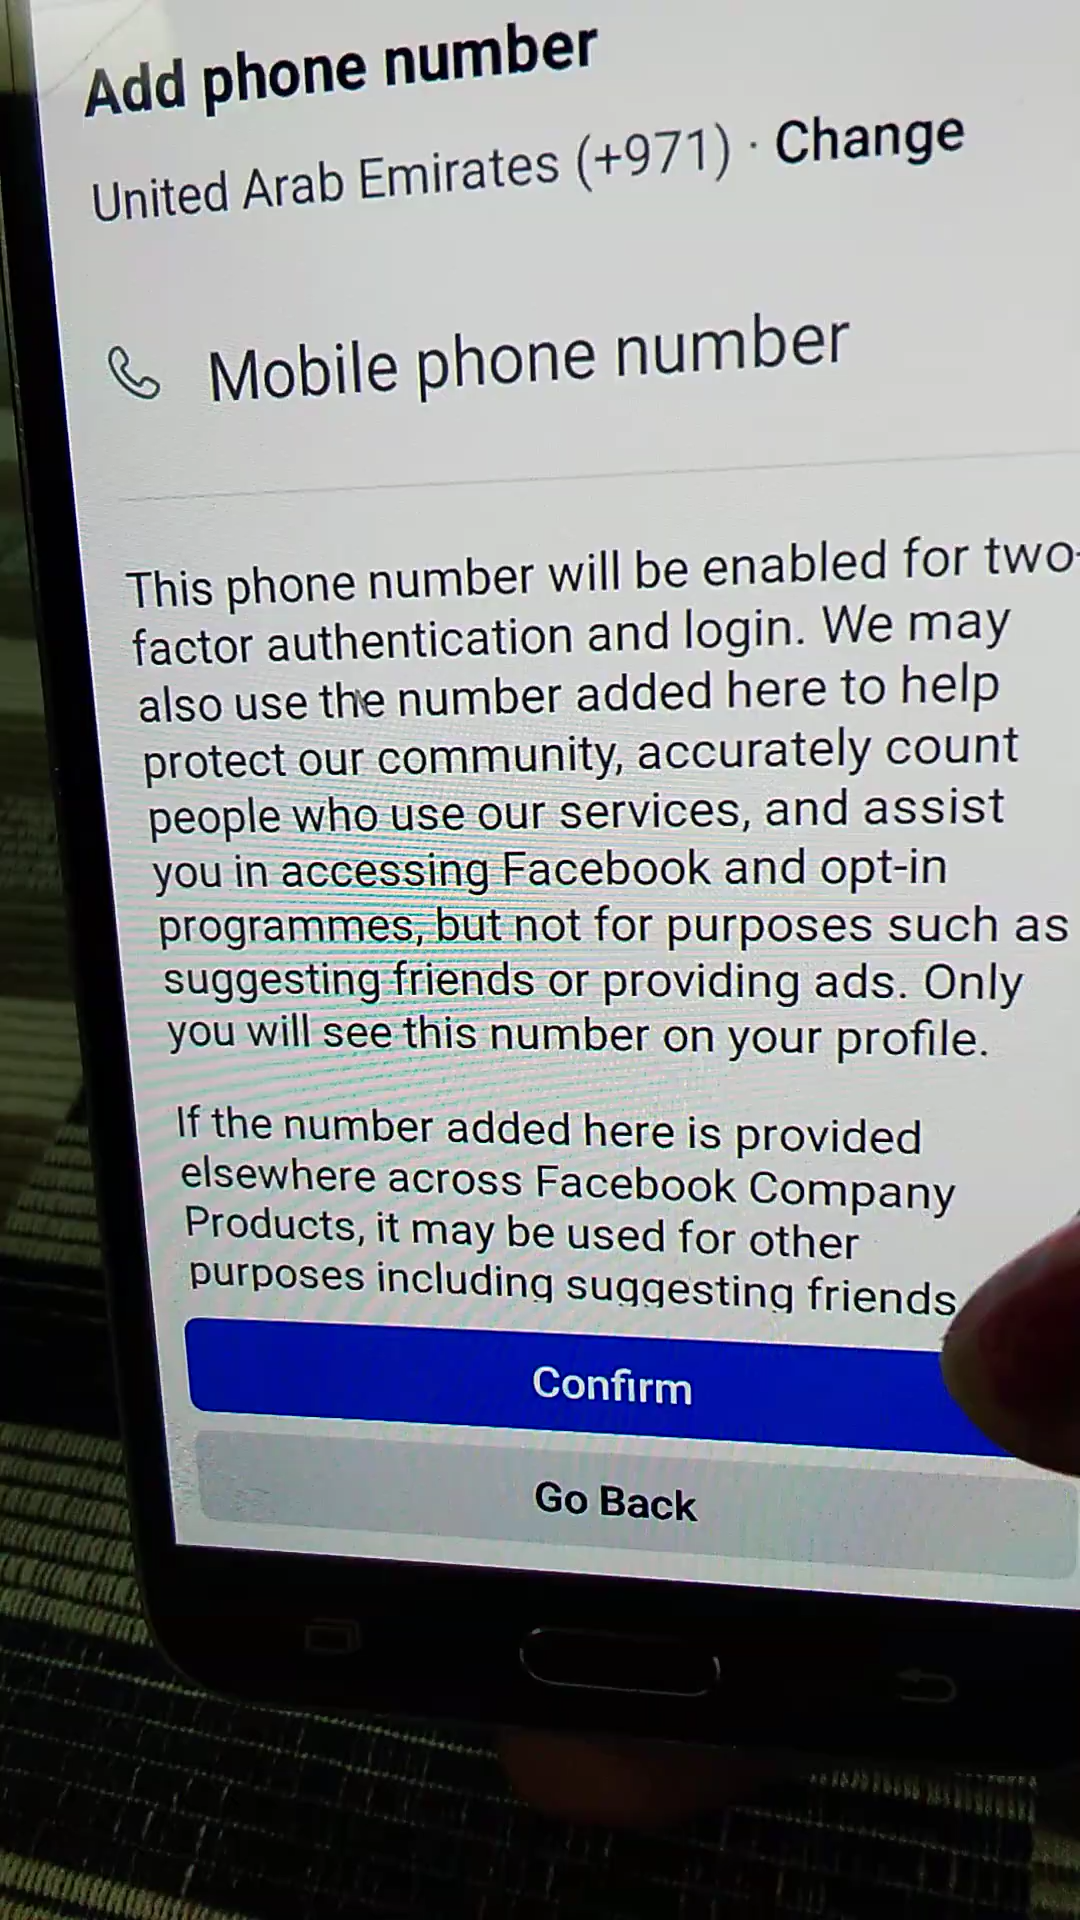 Add phone number
United Arab Emirates (+971) · Change
Mobile phone number
This phone number will be enabled for two-
factor authentication and login. We may
also use the number added here to help
protect our community, accurately count
people who use our services, and assist
you in accessing Facebook and opt-in
programmes, but not for purposes such as
suggesting friends or providing ads. Only
you will see this number on your profile.
If the number added here is provided
elsewhere across Facebook Company
Products, it may be used for other
purposes including suggesting friends
Confirm
Go Back